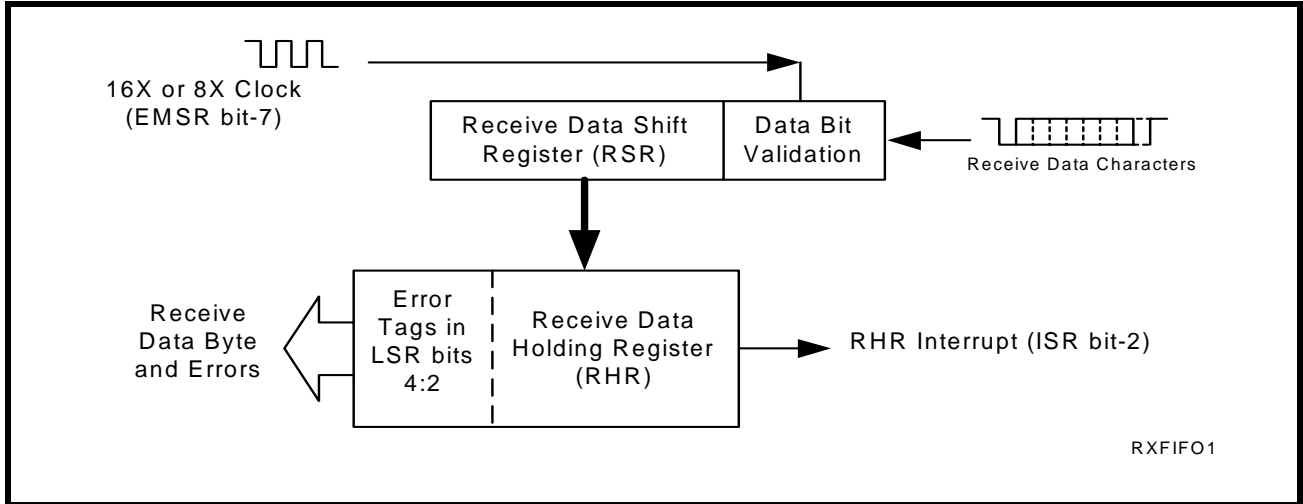 16X or 8X Clock
(EMSR bit-7)
Receive Data Shift
Register (RSR)
Data Bit
Validation
Receive Data Characters
Receive
Data Byte
and Errors
Error
Tags in
LSR bits
4:2
Receive Data
Holding Register
(RHR)
RHR Interrupt (ISR bit-2)
RXFIFO1